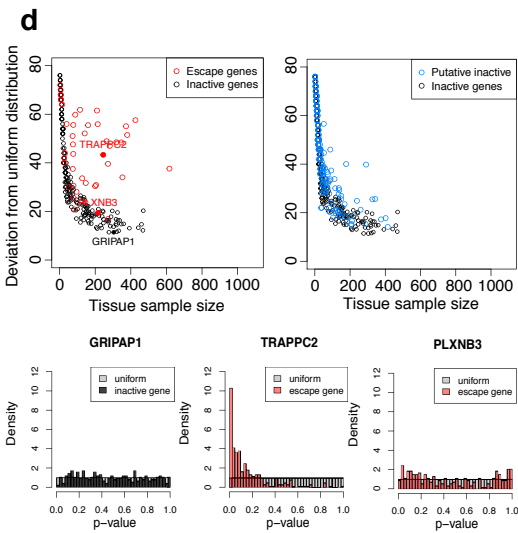 d
Deviation from uniform distribution
80
60
40
20
0
Escape genes
Inactive genes
TRAPPC2
PLXNB3
GRIPAP1
0 200 400 600 800 1000
Tissue sample size
80
60
40
20
0
Putative inactive
Inactive genes
0 200 400 600 800 1000
Tissue sample size
GRIPAP1
Density
12
10
8
6
4
2
0
uniform
inactive gene
0.0 0.2 0.4 0.6 0.8 1.0
p-value
TRAPPC2
Density
12
10
8
6
4
2
0
uniform
escape gene
0.0 0.2 0.4 0.6 0.8 1.0
p-value
PLXNB3
Density
12
10
8
6
4
2
0
uniform
escape gene
0.0 0.2 0.4 0.6 0.8 1.0
p-value